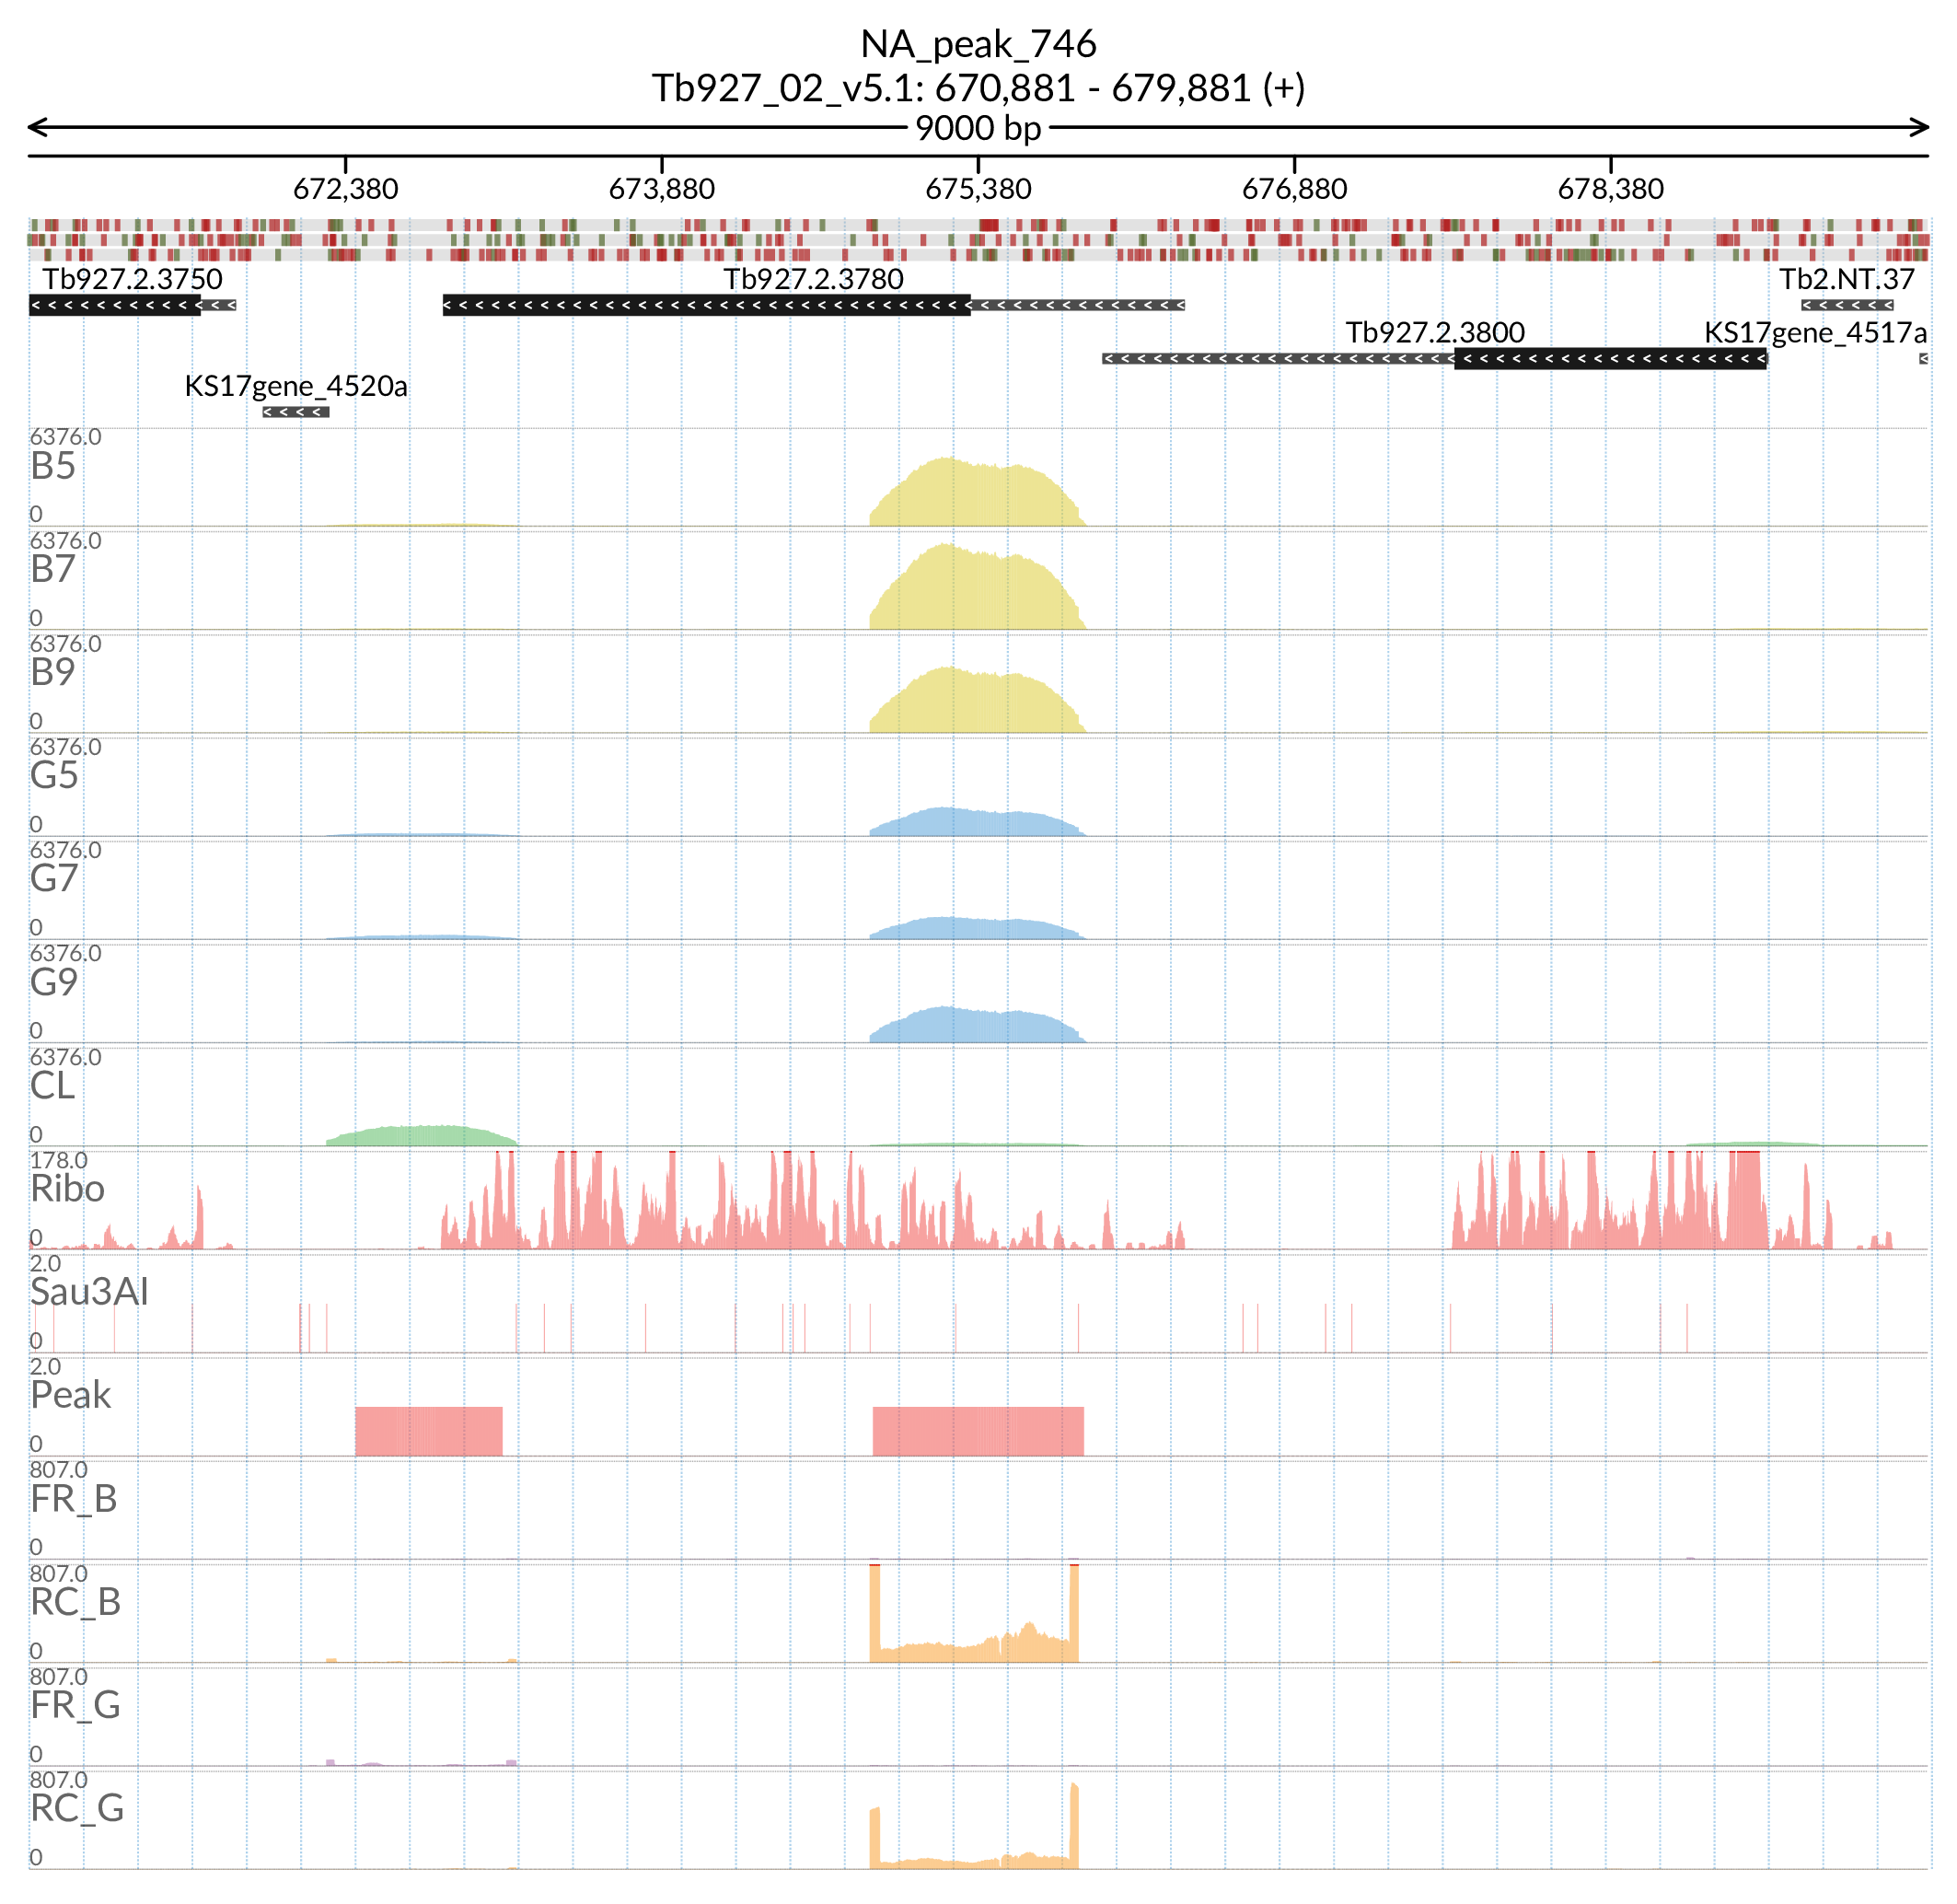 NA_peak_746
Tb927_02_v5.1: 670,881 - 679,881 (+)
9000 bp
672,380 673,880 675,380 676,880 678,380
Tb927.2.3750 Tb927.2.3780 Tb2.NT.37
Tb927.2.3800 KS17gene_4517a
KS17gene_4520a
6376.0
B5
0
6376.0
B7
0
6376.0
B9
0
6376.0
G5
0
6376.0
G7
0
6376.0
G9
0
6376.0
CL
0
178.0
Ribo
0
2.0
Sau3AI
0
2.0
Peak
0
807.0
FR_B
0
807.0
RC_B
0
807.0
FR_G
0
807.0
RC_G
0